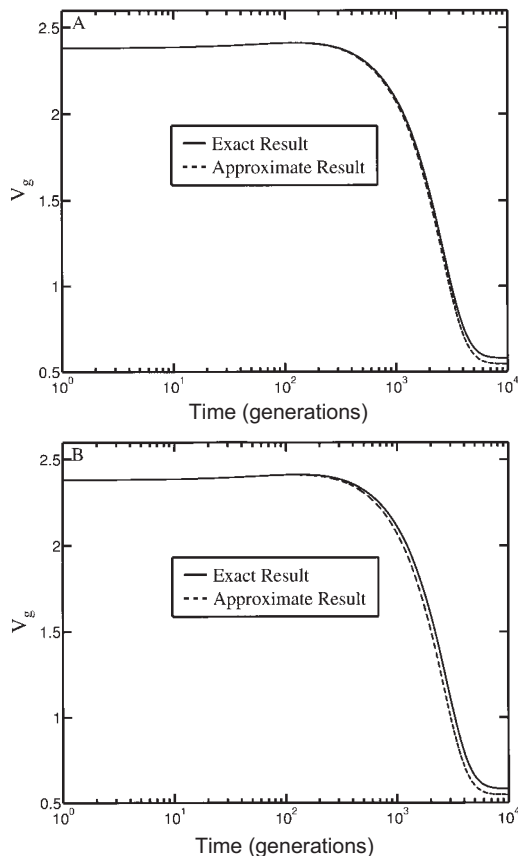 A
2.5
2
1.5
1
0.5
V_g
Exact Result
Approximate Result
10^0 10^1 10^2 10^3 10^4
Time (generations)
B
2.5
2
1.5
1
0.5
V_g
Exact Result
Approximate Result
10^0 10^1 10^2 10^3 10^4
Time (generations)